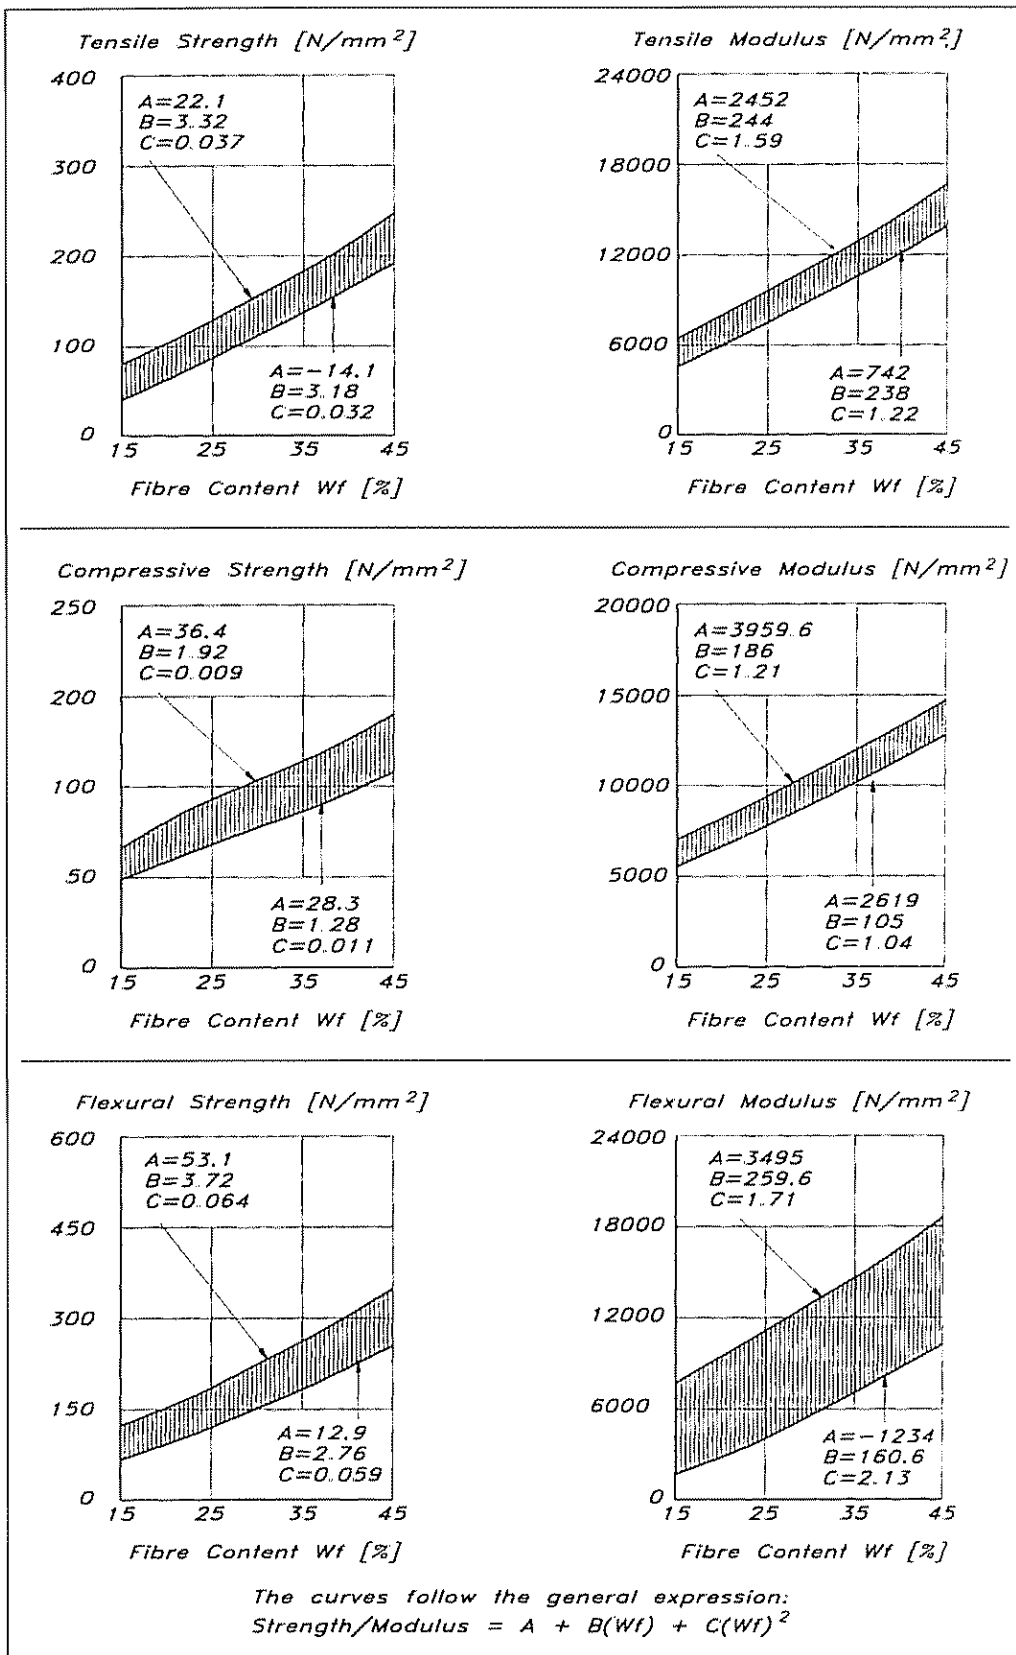 Tensile Strength [N/mm²]
400
300
200
100
0
A=22.1
B=3.32
C=0.037
A=-14.1
B=3.18
C=0.032
15 25 35 45
Fibre Content Wf [%]
Tensile Modulus [N/mm²]
24000
18000
12000
6000
0
A=2452
B=244
C=1.59
A=742
B=238
C=1.22
15 25 35 45
Fibre Content Wf [%]
Compressive Strength [N/mm²]
250
200
100
50
0
A=36.4
B=1.92
C=0.009
A=28.3
B=1.28
C=0.011
15 25 35 45
Fibre Content Wf [%]
Compressive Modulus [N/mm²]
20000
15000
10000
5000
0
A=3959.6
B=186
C=1.21
A=2619
B=105
C=1.04
15 25 35 45
Fibre Content Wf [%]
Flexural Strength [N/mm²]
600
450
300
150
0
A=53.1
B=3.72
C=0.064
A=12.9
B=2.76
C=0.059
15 25 35 45
Fibre Content Wf [%]
Flexural Modulus [N/mm²]
24000
18000
12000
6000
0
A=3495
B=259.6
C=1.71
A=-1234
B=160.6
C=2.13
15 25 35 45
Fibre Content Wf [%]
The curves follow the general expression:
Strength/Modulus = A + B(Wf) + C(Wf)²